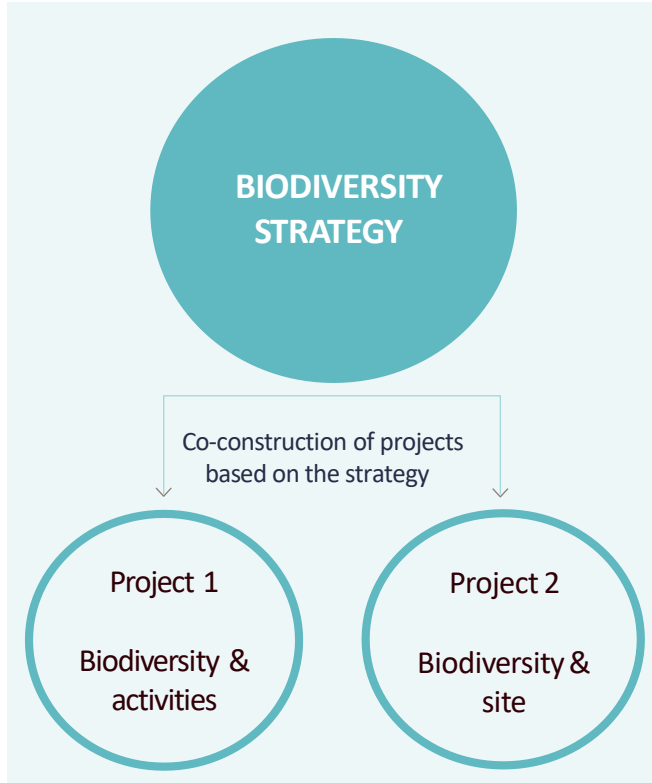 BIODIVERSITY
STRATEGY
Co-construction of projects
based on the strategy
Project 1
Biodiversity &
activities
Project 2
Biodiversity &
site